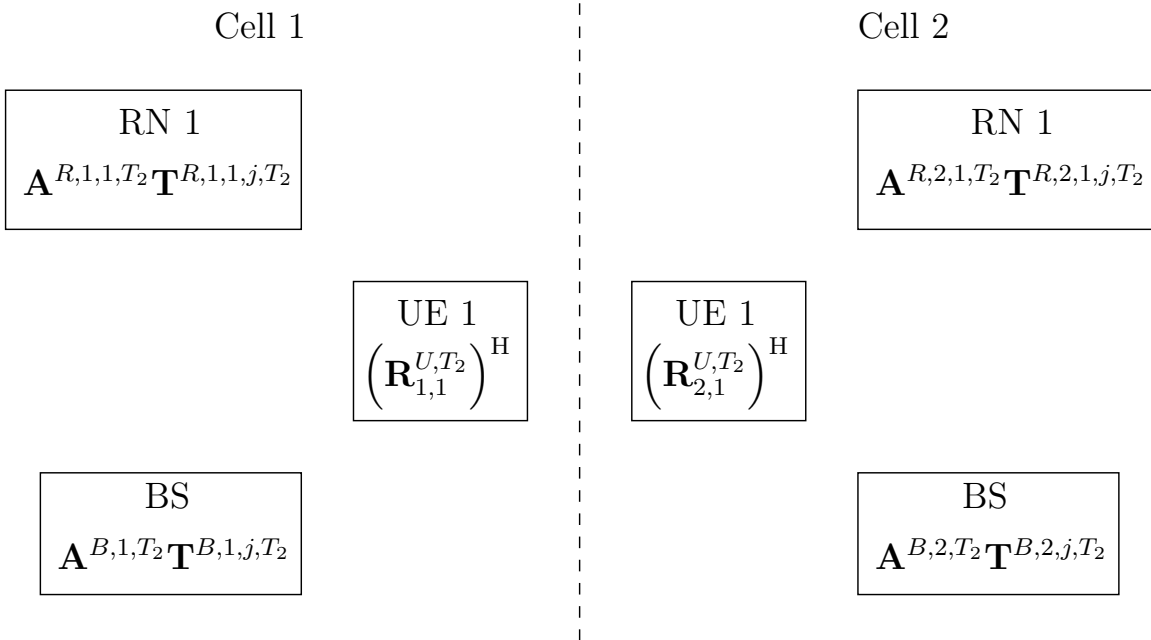 Cell 1
Cell 2
RN 1
𝐀^{R,1,1,T_2} 𝐓^{R,1,1,j,T_2}
RN 1
𝐀^{R,2,1,T_2} 𝐓^{R,2,1,j,T_2}
UE 1
(𝐑^{U,T_2}_{1,1})^H
UE 1
(𝐑^{U,T_2}_{2,1})^H
BS
𝐀^{B,1,T_2} 𝐓^{B,1,j,T_2}
BS
𝐀^{B,2,T_2} 𝐓^{B,2,j,T_2}